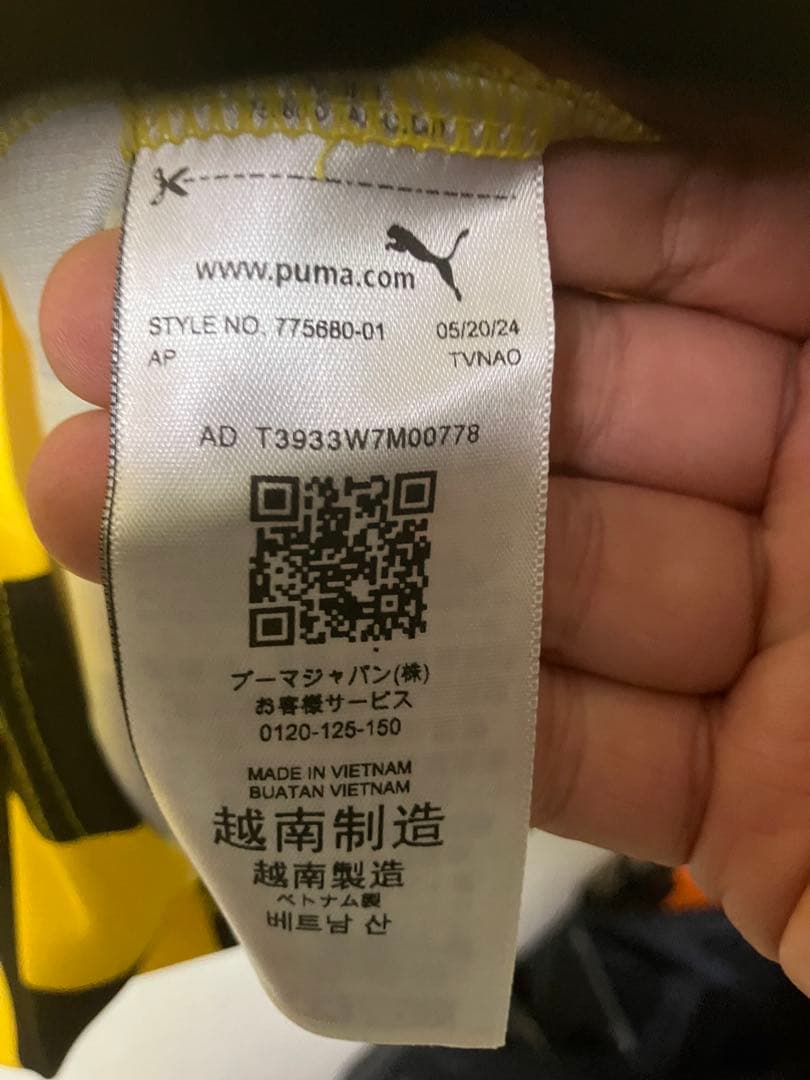 www.puma.com
STYLE NO. 775680-01 05/20/24
AP TVNAO
AD T3933W7M00778
プーマジャパン(株)
お客様サービス
0120-125-150
MADE IN VIETNAM
BUATAN VIETNAM
越南制造
越南製造
ベトナム製
베트남 산